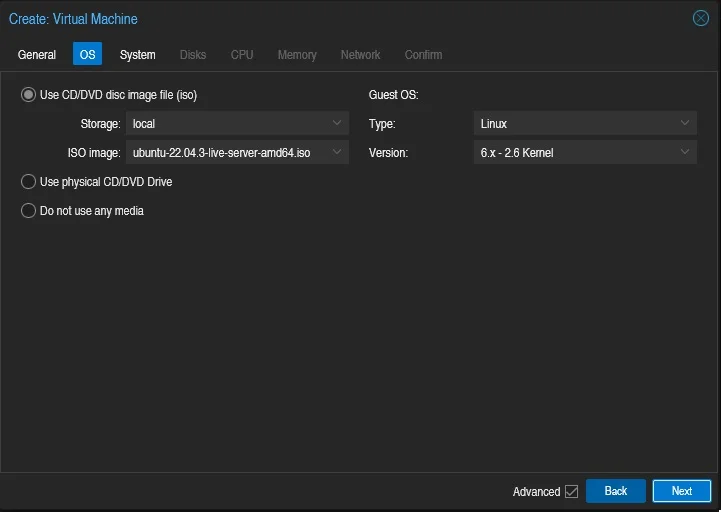 Create: Virtual Machine
General OS System Disks CPU Memory Network Confirm
Use CD/DVD disc image file (iso) Guest OS:
Storage: local Type: Linux
ISO image: ubuntu-22.04.3-live-server-amd64.iso Version: 6.x - 2.6 Kernel
Use physical CD/DVD Drive
Do not use any media
Advanced Back Next